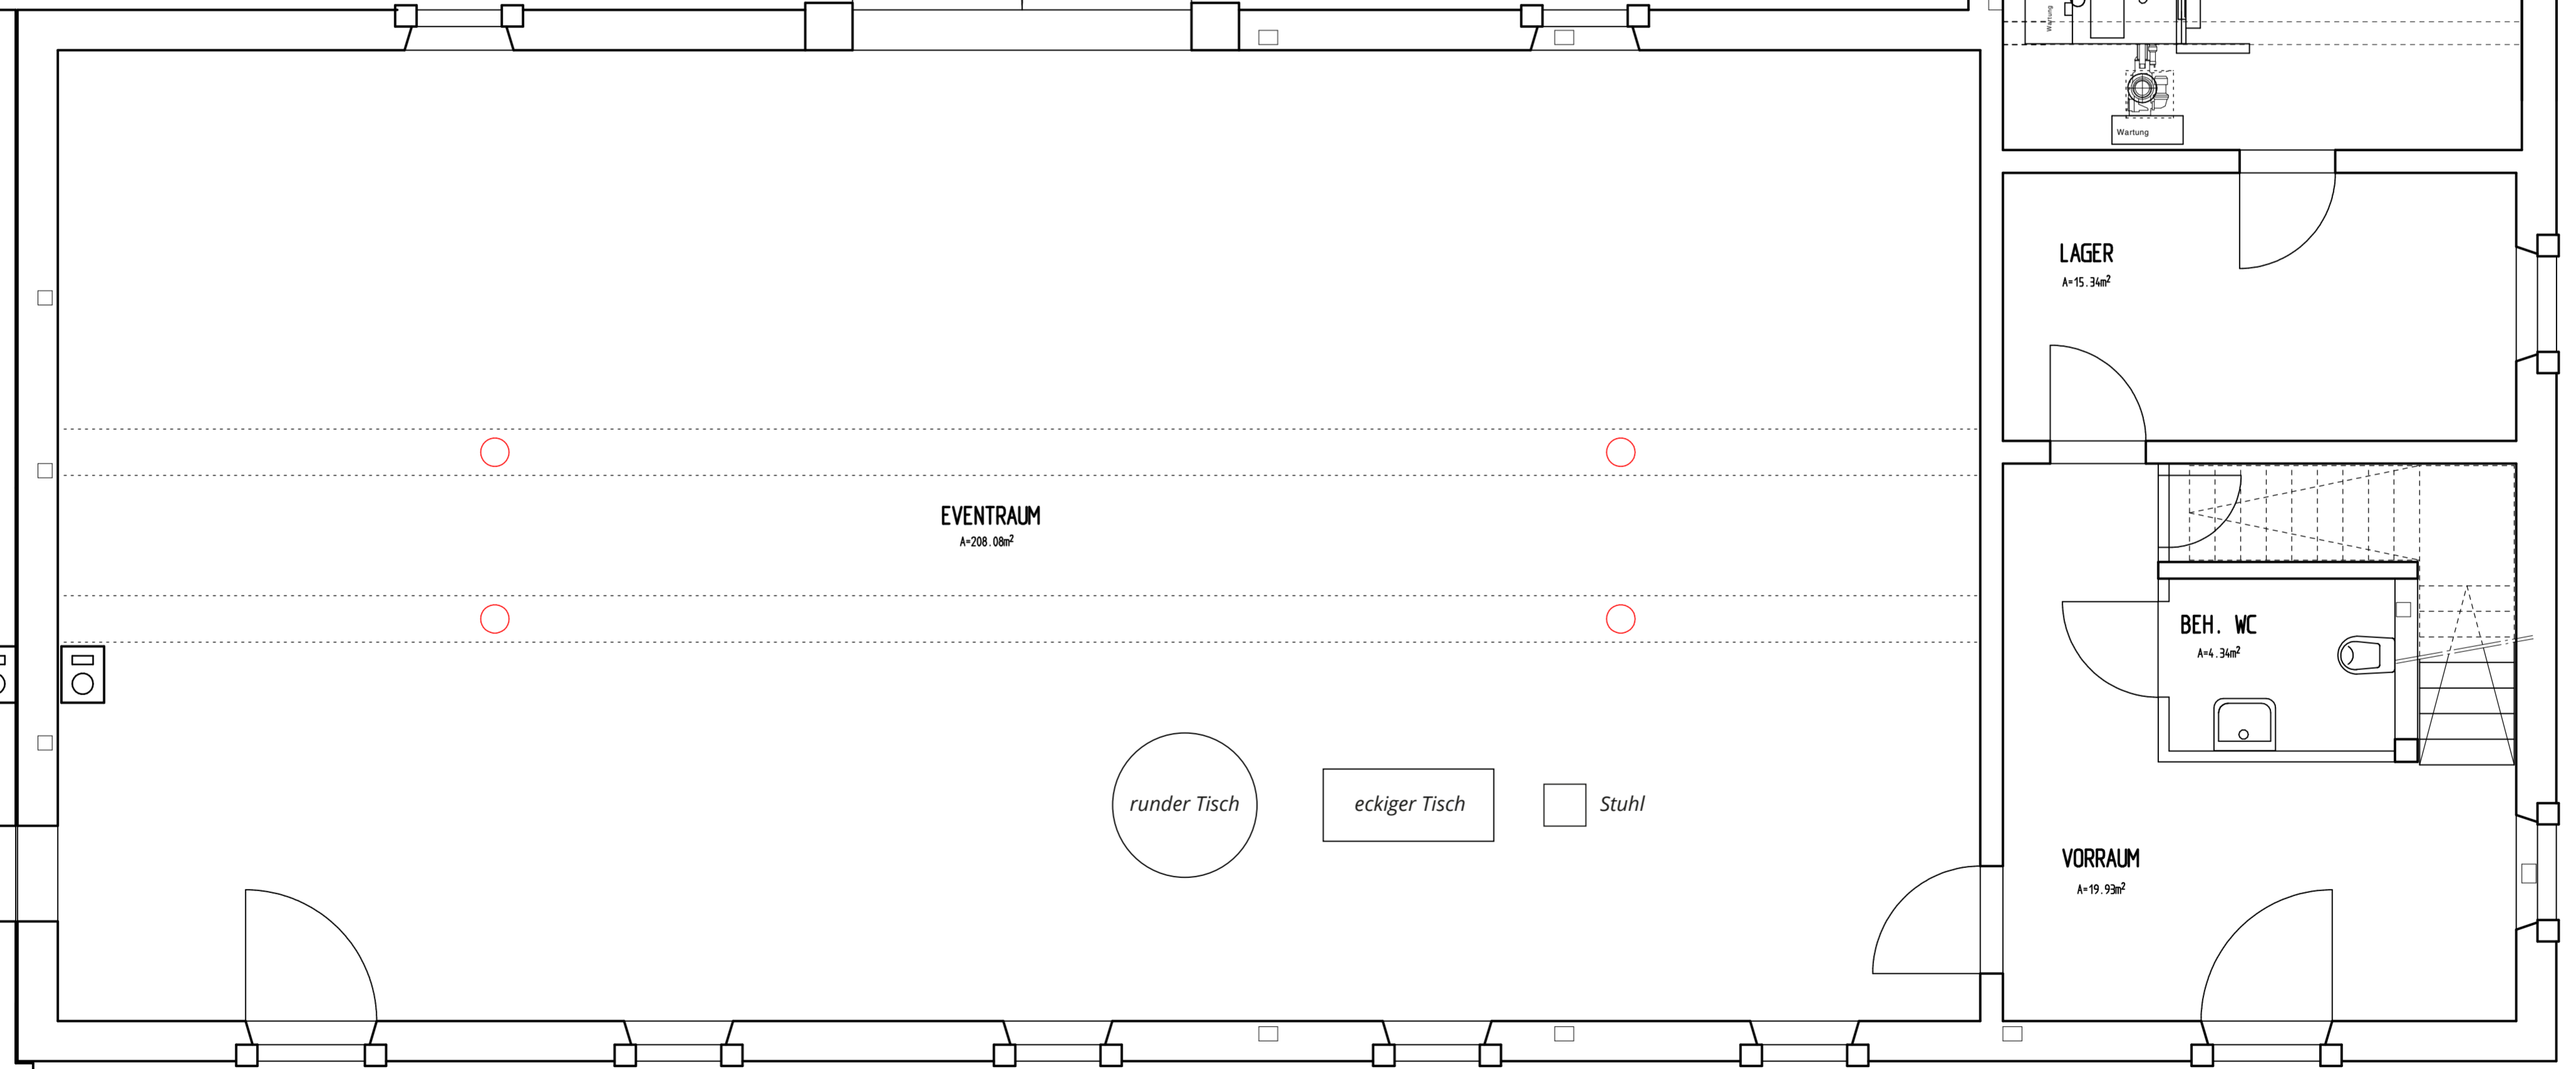 Wartung
Wartung
LAGER
A=15.34m²
EVENTRAUM
A=208.08m²
BEH. WC
A=4.34m²
runder Tisch
eckiger Tisch
Stuhl
VORRAUM
A=19.93m²